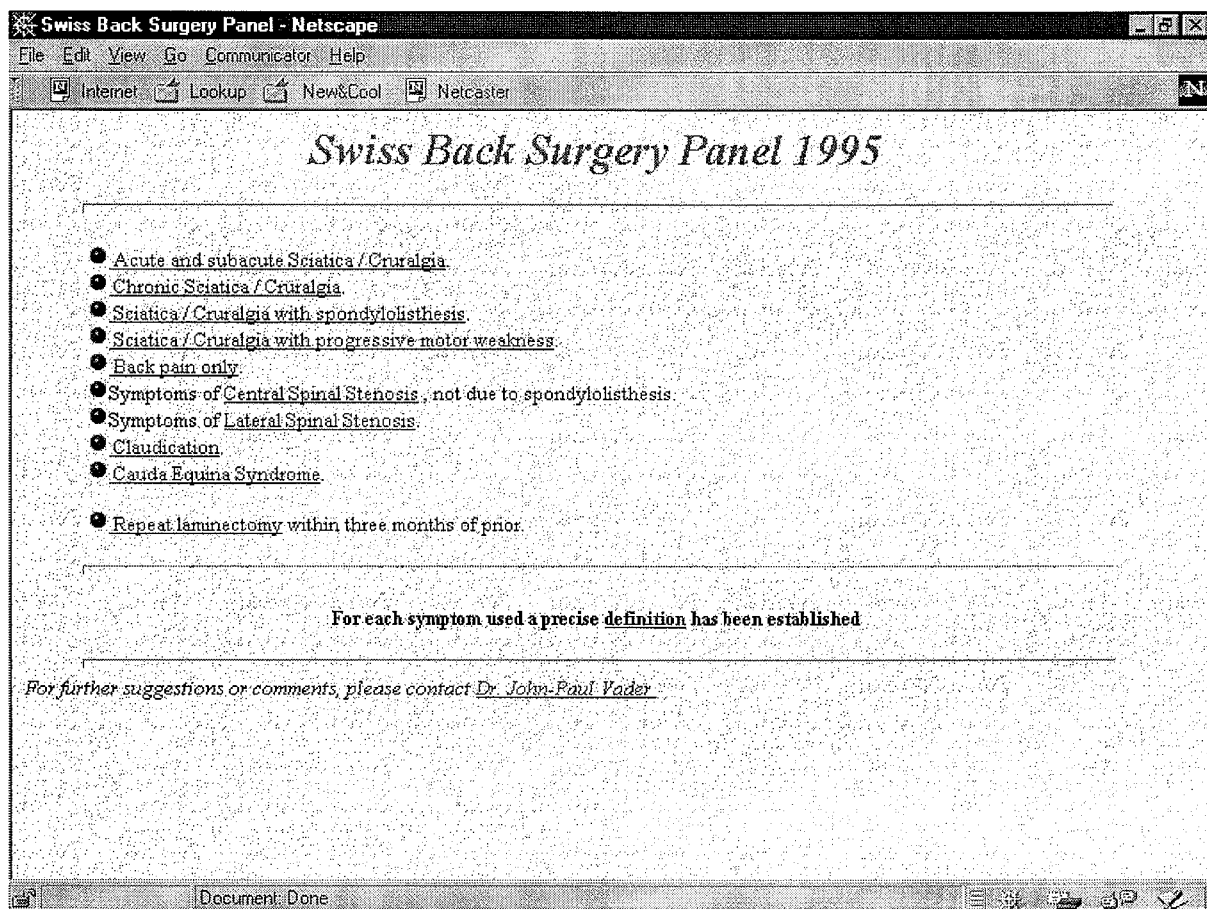 Swiss Back Surgery Panel - Netscape
File Edit View Go Communicator Help
Internet Lookup New&Cool Netcaster
N
Swiss Back Surgery Panel 1995
Acute and subacute Sciatica / Cruralgia.
Chronic Sciatica / Cruralgia.
Sciatica / Cruralgia with spondylolisthesis.
Sciatica / Cruralgia with progressive motor weakness.
Back pain only.
Symptoms of Central Spinal Stenosis , not due to spondylolisthesis.
Symptoms of Lateral Spinal Stenosis.
Claudication.
Cauda Equina Syndrome.
Repeat laminectomy within three months of prior.
For each symptom used a precise definition has been established
For further suggestions or comments, please contact Dr. John-Paul Vader
Document: Done